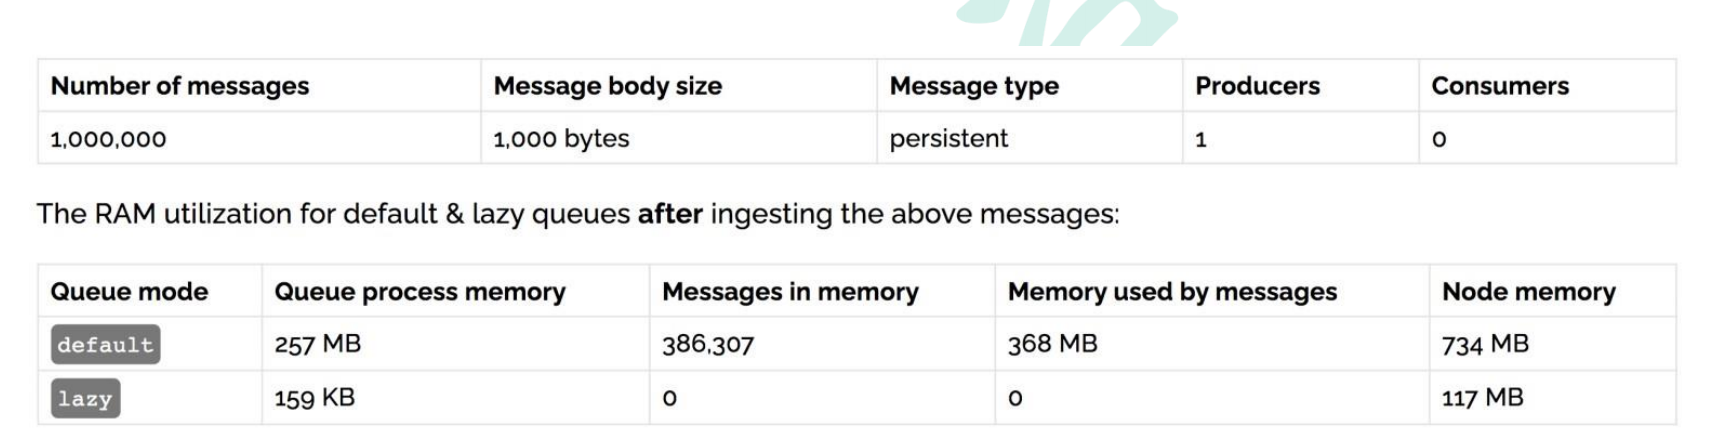 Number of messages Message body size Message type Producers Consumers
1,000,000 1,000 bytes persistent 1 0
The RAM utilization for default & lazy queues after ingesting the above messages:
Queue mode Queue process memory Messages in memory Memory used by messages Node memory
default 257 MB 386,307 368 MB 734 MB
lazy 159 KB 0 0 117 MB